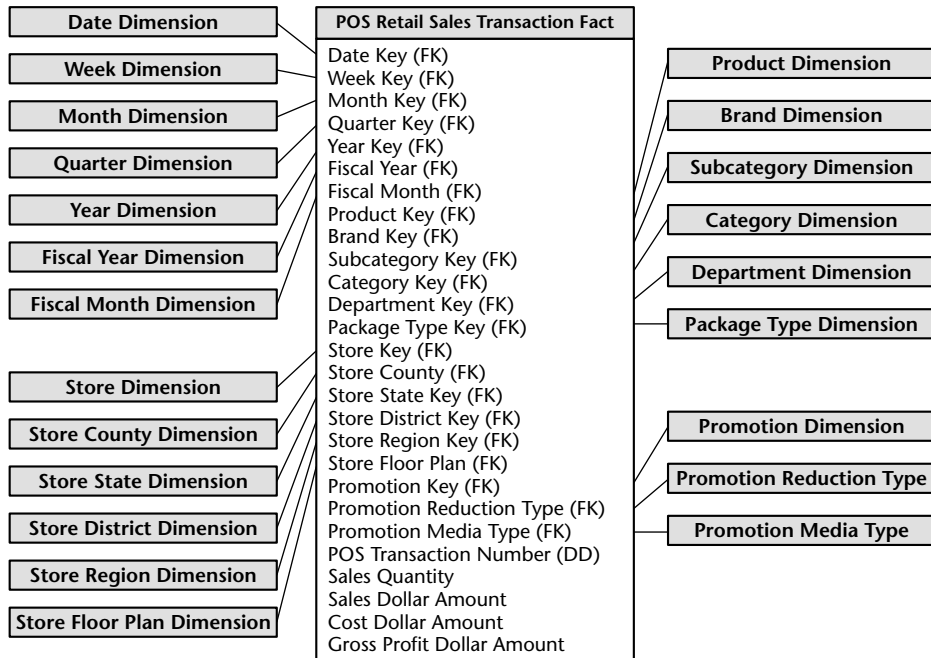 Date Dimension
Week Dimension
Month Dimension
Quarter Dimension
Year Dimension
Fiscal Year Dimension
Fiscal Month Dimension
Store Dimension
Store County Dimension
Store State Dimension
Store District Dimension
Store Region Dimension
Store Floor Plan Dimension
POS Retail Sales Transaction Fact
Date Key (FK)
Week Key (FK)
Month Key (FK)
Quarter Key (FK)
Year Key (FK)
Fiscal Year (FK)
Fiscal Month (FK)
Product Key (FK)
Brand Key (FK)
Subcategory Key (FK)
Category Key (FK)
Department Key (FK)
Package Type Key (FK)
Store Key (FK)
Store County (FK)
Store State Key (FK)
Store District Key (FK)
Store Region Key (FK)
Store Floor Plan (FK)
Promotion Key (FK)
Promotion Reduction Type (FK)
Promotion Media Type (FK)
POS Transaction Number (DD)
Sales Quantity
Sales Dollar Amount
Cost Dollar Amount
Gross Profit Dollar Amount
Product Dimension
Brand Dimension
Subcategory Dimension
Category Dimension
Department Dimension
Package Type Dimension
Promotion Dimension
Promotion Reduction Type
Promotion Media Type